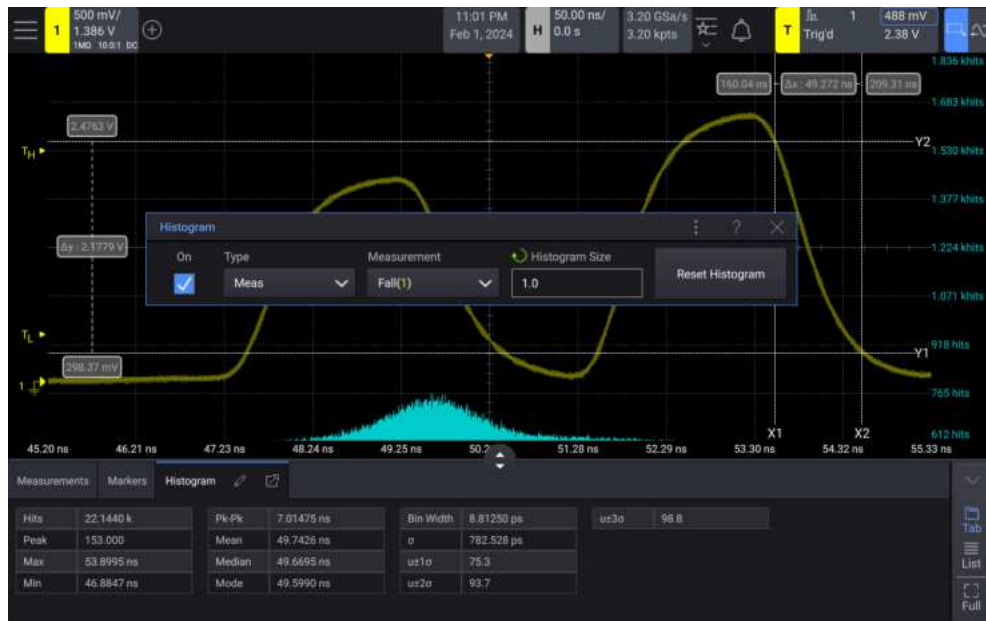 500 mV/
1
1.386 V
1MΩ 10.0:1 DC
11:01 PM
Feb 1, 2024
H
50.00 ns/
0.0 s
3.20 GSa/s
3.20 kpts
T
1
Trig'd
488 mV
2.38 V
1.836 khits
160.04 ns
Δx : 49.272 ns
209.31 ns
1.683 khits
2.4763 V
Y2
TH
1.530 khits
1.377 khits
Histogram
?
Δy : 2.1779 V
1.224 khits
On
Type
Measurement
Histogram Size
Meas
Fall(1)
1.0
Reset Histogram
1.071 khits
TL
918 hits
Y1
298.37 mV
1
765 hits
X1
X2
612 hits
45.20 ns
46.21 ns
47.23 ns
48.24 ns
49.25 ns
50.2
51.28 ns
52.29 ns
53.30 ns
54.32 ns
55.33 ns
Measurements
Markers
Histogram
Hits 22.1440 k
Pk-Pk 7.01475 ns
Bin Width 8.81250 ps
u±3σ 98.8
Peak 153.000
Mean 49.7426 ns
σ 782.528 ps
Max 53.8995 ns
Median 49.6695 ns
u±1σ 75.3
Min 46.8847 ns
Mode 49.5990 ns
u±2σ 93.7
Tab
List
Full